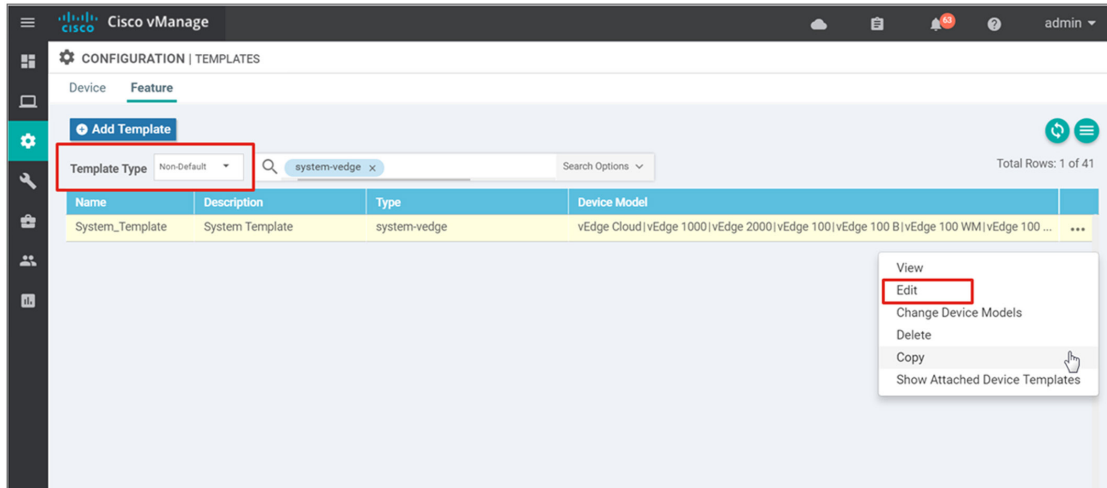 cisco Cisco vManage
63
admin
CONFIGURATION | TEMPLATES
Device Feature
Add Template
Template Type Non-Default system-vedge x Search Options Total Rows: 1 of 41
Name Description Type Device Model
System_Template System Template system-vedge vEdge Cloud|vEdge 1000|vEdge 2000|vEdge 100|vEdge 100 B|vEdge 100 WM|vEdge 100 ... •••
View
Edit
Change Device Models
Delete
Copy
Show Attached Device Templates